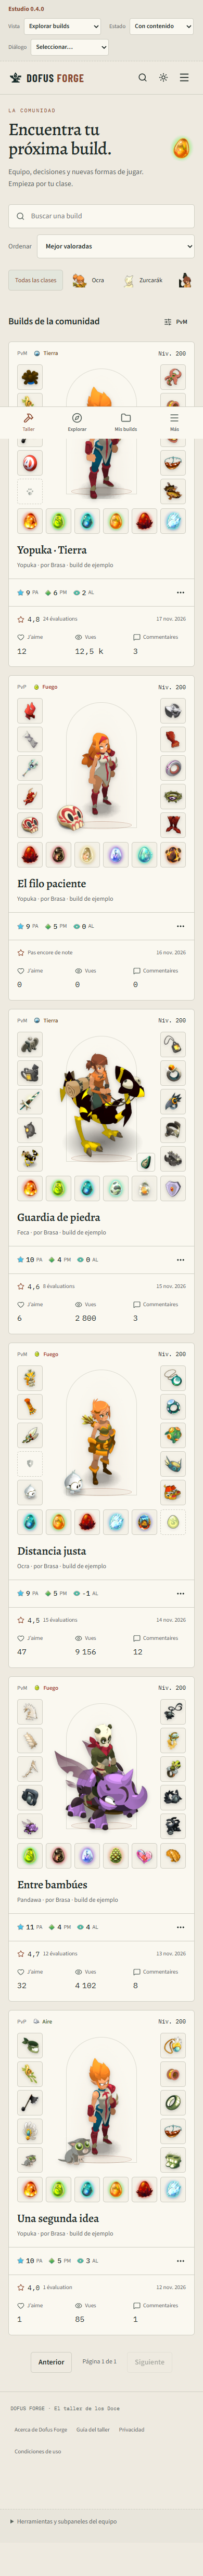 Estudio 0.4.0
Vista Explorar builds Estado Con contenido
Diálogo Seleccionar...
DOFUS FORGE
LA COMUNIDAD
Encuentra tu
próxima build.
Equipo, decisiones y nuevas formas de jugar.
Empieza por tu clase.
Buscar una build
Ordenar Mejor valoradas
Todas las clases Ocra Zurcarák
Builds de la comunidad PvM
PvM Tierra Niv. 200
Taller Explorar Mis builds Más
Yopuka · Tierra
Yopuka · por Brasa · build de ejemplo
9 PA 6 PM 2 AL
4,8 24 évaluations 17 nov. 2026
J'aime Vues Commentaires
12 12,5 k 3
PvP Fuego Niv. 200
El filo paciente
Yopuka · por Brasa · build de ejemplo
9 PA 5 PM 0 AL
Pas encore de note 16 nov. 2026
J'aime Vues Commentaires
0 0 0
PvM Tierra Niv. 200
Guardia de piedra
Feca · por Brasa · build de ejemplo
10 PA 4 PM 0 AL
4,6 8 évaluations 15 nov. 2026
J'aime Vues Commentaires
6 2 800 3
PvM Fuego Niv. 200
Distancia justa
Ocra · por Brasa · build de ejemplo
9 PA 5 PM -1 AL
4,5 15 évaluations 14 nov. 2026
J'aime Vues Commentaires
47 9 156 12
PvM Fuego Niv. 200
Entre bambúes
Pandawa · por Brasa · build de ejemplo
11 PA 4 PM 4 AL
4,7 12 évaluations 13 nov. 2026
J'aime Vues Commentaires
32 4 102 8
PvP Aire Niv. 200
Una segunda idea
Yopuka · por Brasa · build de ejemplo
10 PA 5 PM 3 AL
4,0 1 évaluation 12 nov. 2026
J'aime Vues Commentaires
1 85 1
Anterior Página 1 de 1 Siguiente
DOFUS FORGE · El taller de los Doce
Acerca de Dofus Forge Guía del taller Privacidad
Condiciones de uso
Herramientas y subpaneles del equipo